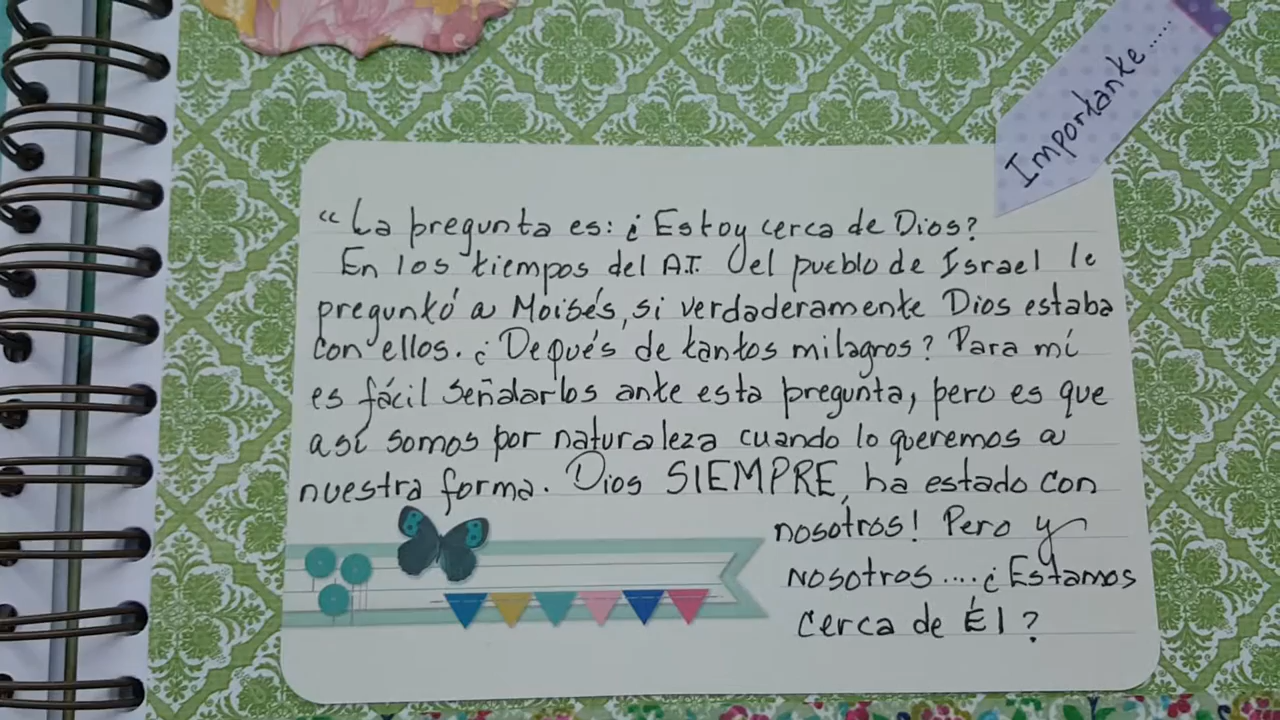 Importante.....
“La pregunta es: ¿Estoy cerca de Dios?
En los tiempos del A.T. el pueblo de Israel le
preguntó a Moisés, si verdaderamente Dios estaba
con ellos. ¿Depués de tantos milagros? Para mí
es fácil señalarlos ante esta pregunta, pero es que
así somos por naturaleza cuando lo queremos a
nuestra forma. Dios SIEMPRE, ha estado con
nosotros! Pero y
nosotros.... ¿Estamos
cerca de Él?